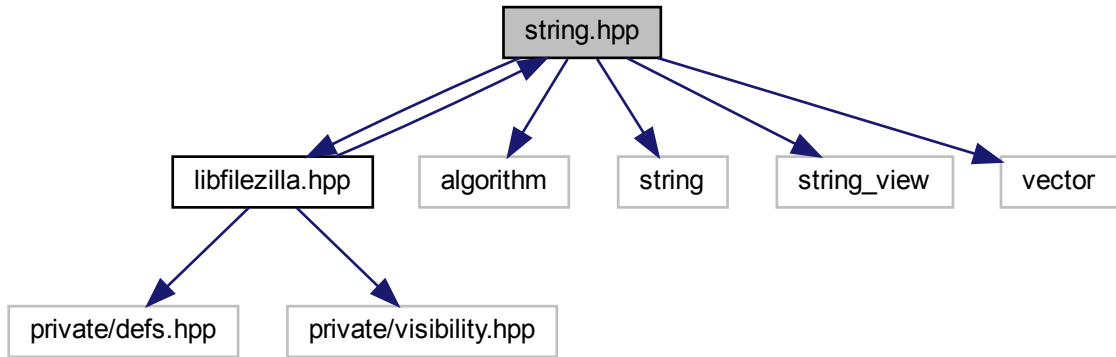 string.hpp
libfilezilla.hpp
algorithm
string
string_view
vector
private/defs.hpp
private/visibility.hpp